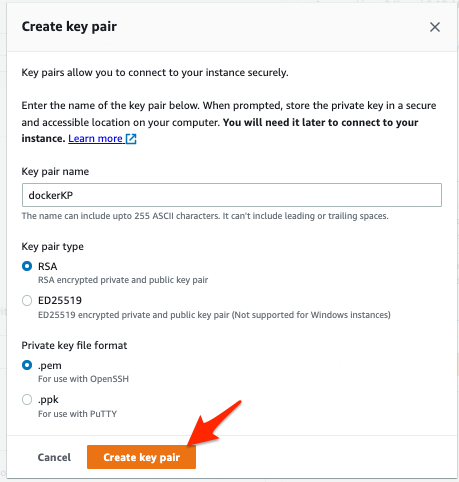 Create key pair
Key pairs allow you to connect to your instance securely.
Enter the name of the key pair below. When prompted, store the private key in a secure
and accessible location on your computer. You will need it later to connect to your
instance. Learn more
Key pair name
dockerKP
The name can include upto 255 ASCII characters. It can't include leading or trailing spaces.
Key pair type
RSA
RSA encrypted private and public key pair
ED25519
ED25519 encrypted private and public key pair (Not supported for Windows instances)
Private key file format
.pem
For use with OpenSSH
.ppk
For use with PuTTY
Cancel
Create key pair